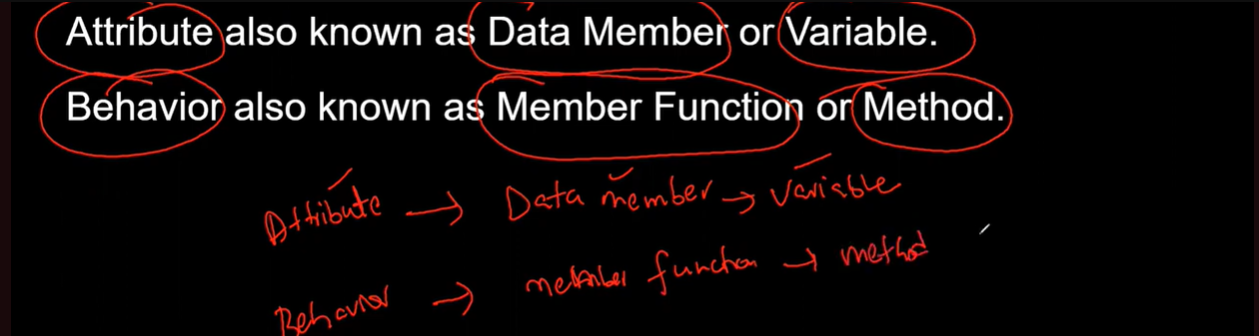 Attribute also known as Data Member or Variable.
Behavior also known as Member Function or Method.
Attribute → Data member → variable
Behavior → member function → method